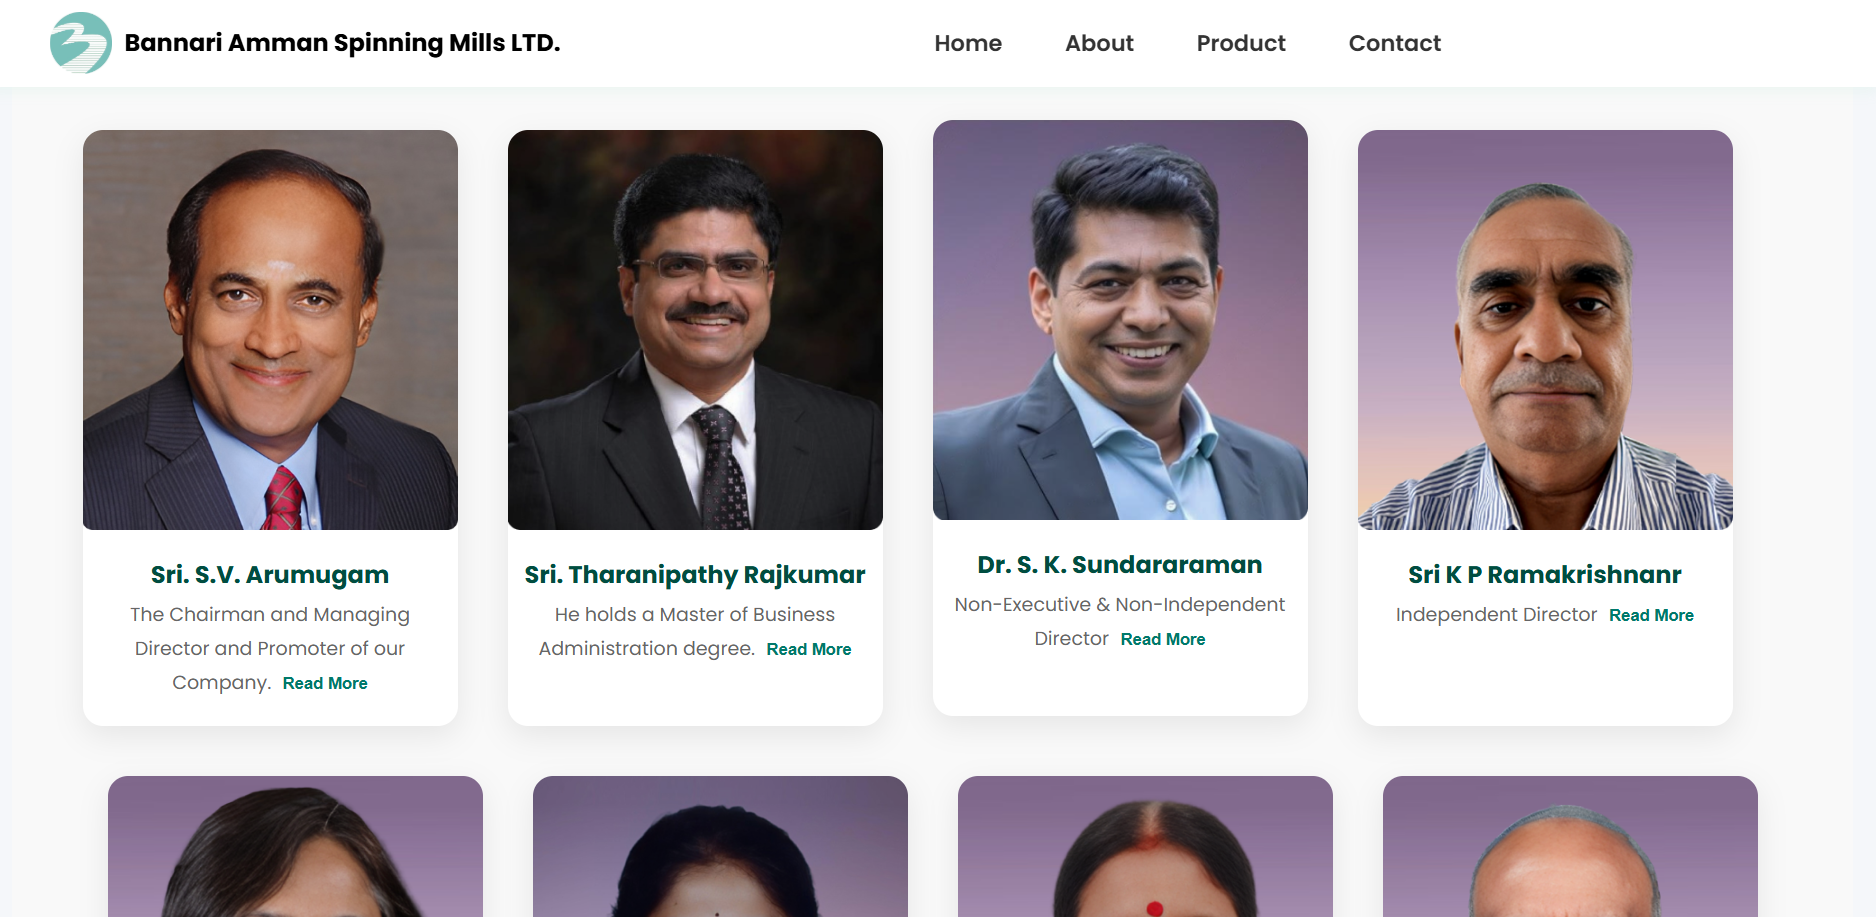 Bannari Amman Spinning Mills LTD.
Home
About
Product
Contact
Sri. S.V. Arumugam
The Chairman and Managing
Director and Promoter of our
Company. Read More
Sri. Tharanipathy Rajkumar
He holds a Master of Business
Administration degree. Read More
Dr. S. K. Sundararaman
Non-Executive & Non-Independent
Director Read More
Sri K P Ramakrishnanr
Independent Director Read More